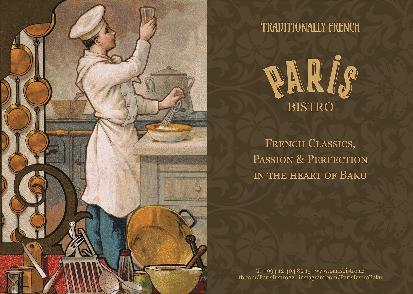 TRADITIONALLY FRENCH
PARiS
BISTRO
FRENCH CLASSICS,
PASSION & PERFECTION
IN THE HEART OF BAKU